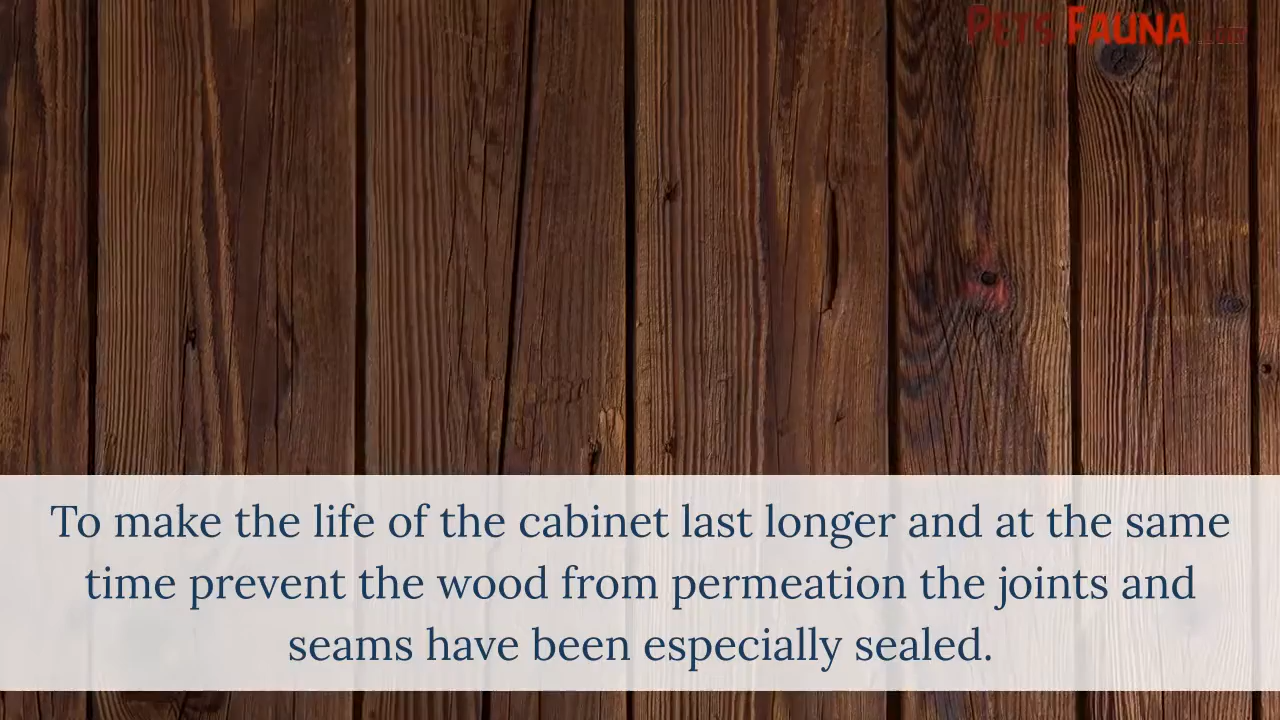 PETS FAUNA .COM
To make the life of the cabinet last longer and at the same
time prevent the wood from permeation the joints and
seams have been especially sealed.